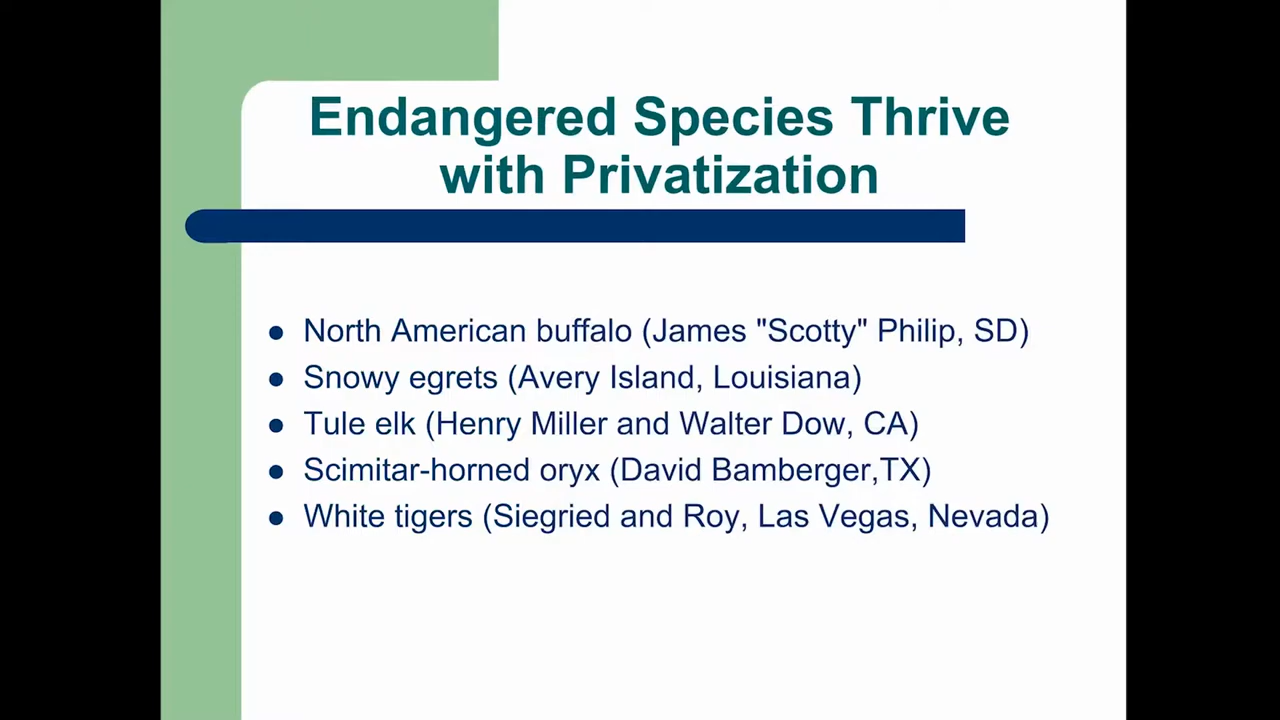 Endangered Species Thrive
with Privatization
● North American buffalo (James "Scotty" Philip, SD)
● Snowy egrets (Avery Island, Louisiana)
● Tule elk (Henry Miller and Walter Dow, CA)
● Scimitar-horned oryx (David Bamberger,TX)
● White tigers (Siegried and Roy, Las Vegas, Nevada)